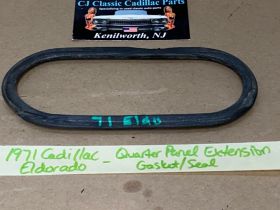 CJ Classic Cadillac Parts
Kenilworth, NJ
71 Eldo
1971 Cadillac - Quarter Panel Extension
Eldorado Gasket/Seal